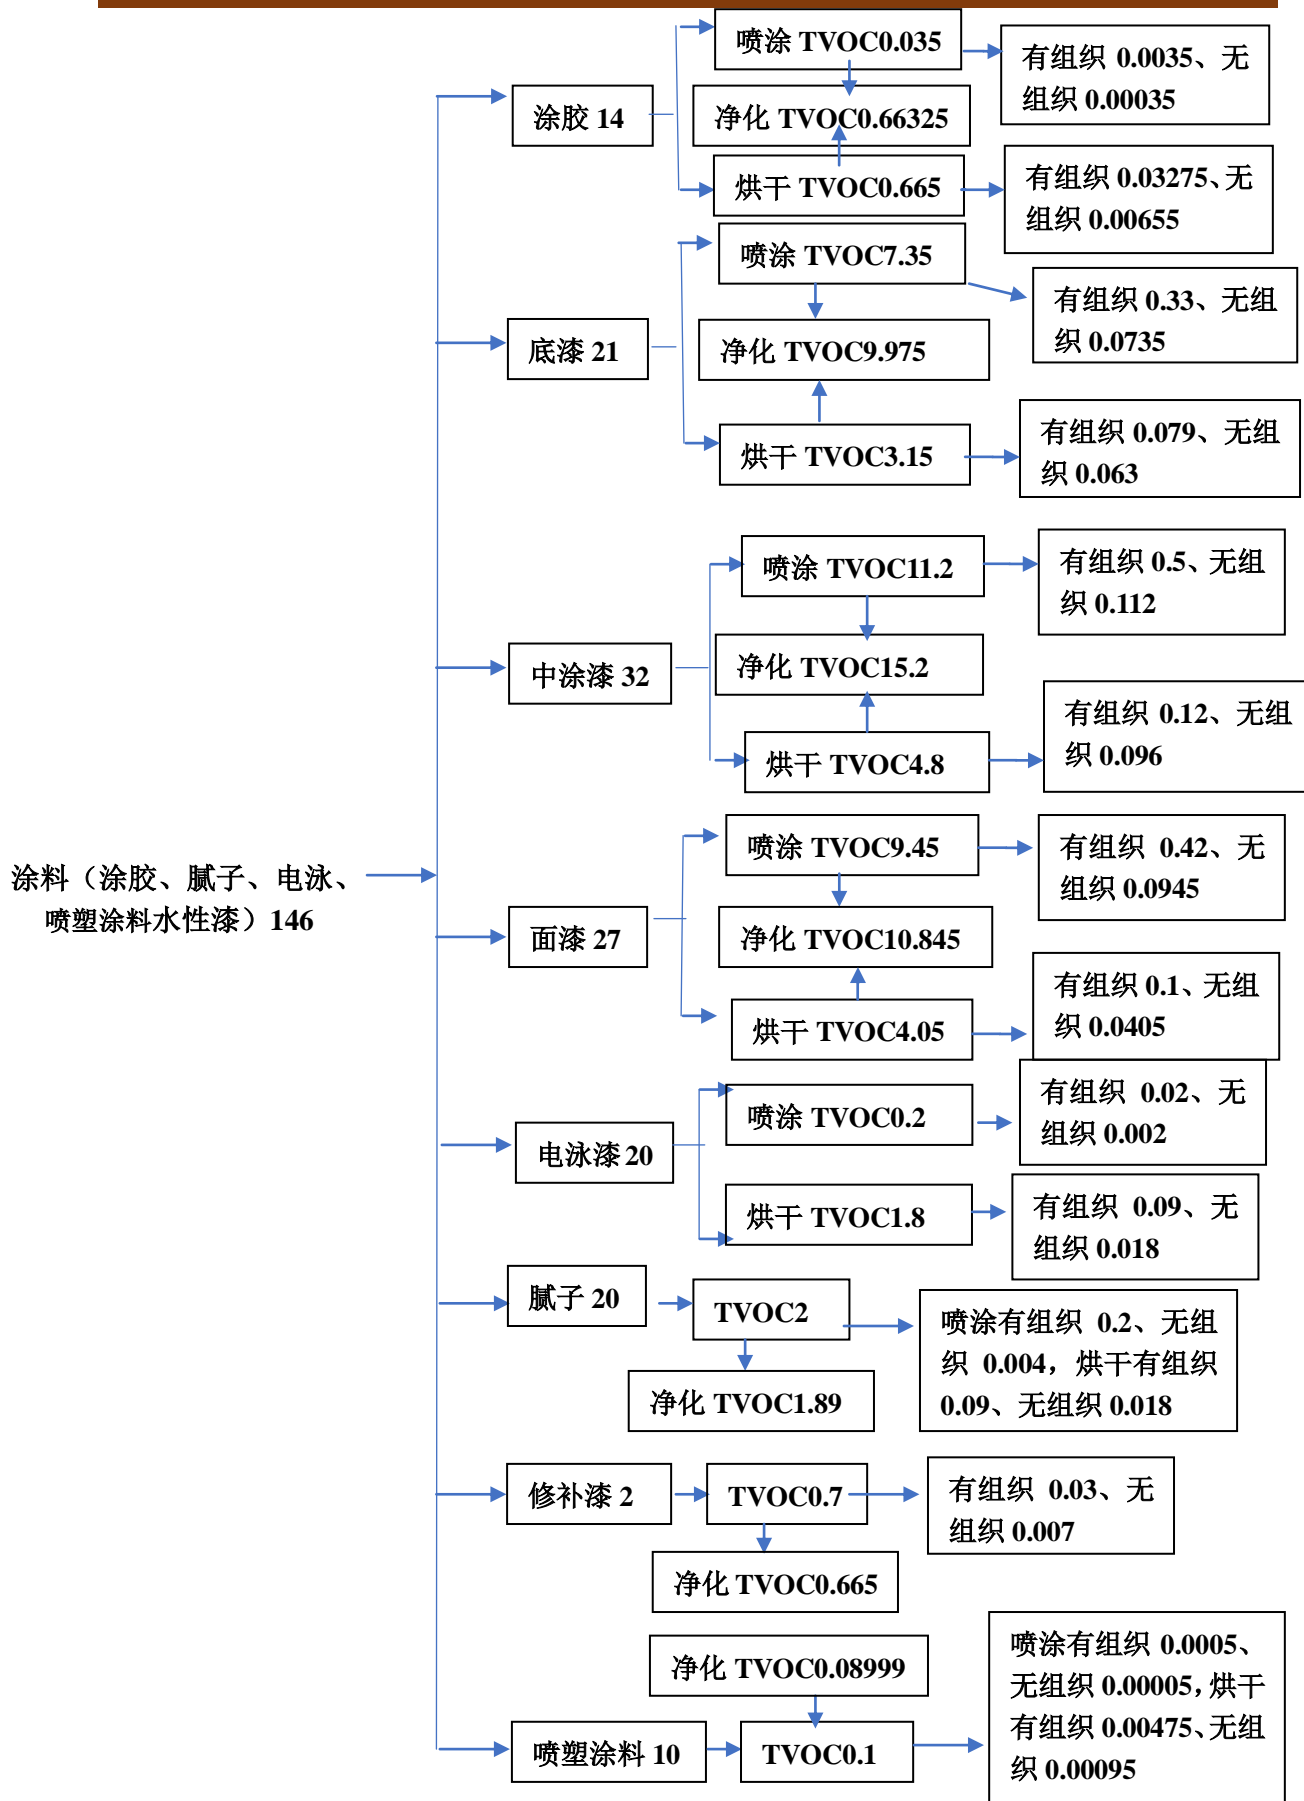 喷涂 TVOC0.035
有组织 0.0035、无
组织 0.00035
涂胶 14
净化 TVOC0.66325
烘干 TVOC0.665
有组织 0.03275、无
组织 0.00655
喷涂 TVOC7.35
有组织 0.33、无组
织 0.0735
底漆 21
净化 TVOC9.975
烘干 TVOC3.15
有组织 0.079、无组
织 0.063
喷涂 TVOC11.2
有组织 0.5、无组
织 0.112
中涂漆 32
净化 TVOC15.2
烘干 TVOC4.8
有组织 0.12、无组
织 0.096
涂料（涂胶、腻子、电泳、
喷塑涂料水性漆）146
喷涂 TVOC9.45
有组织 0.42、无
组织 0.0945
面漆 27
净化 TVOC10.845
烘干 TVOC4.05
有组织 0.1、无组
织 0.0405
喷涂 TVOC0.2
有组织 0.02、无
组织 0.002
电泳漆 20
烘干 TVOC1.8
有组织 0.09、无
组织 0.018
腻子 20
TVOC2
喷涂有组织 0.2、无组
织 0.004，烘干有组织
0.09、无组织 0.018
净化 TVOC1.89
修补漆 2
TVOC0.7
有组织 0.03、无
组织 0.007
净化 TVOC0.665
净化 TVOC0.08999
喷塑涂料 10
TVOC0.1
喷涂有组织 0.0005、
无组织 0.00005，烘干
有组织 0.00475、无组
织 0.00095